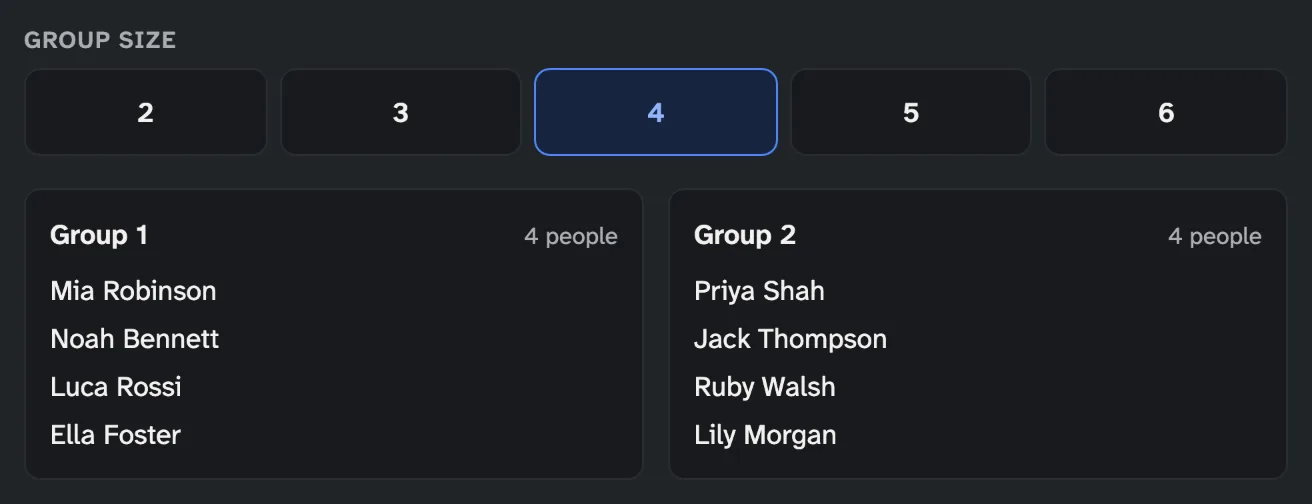 GROUP SIZE
2
3
4
5
6
Group 1
4 people
Mia Robinson
Noah Bennett
Luca Rossi
Ella Foster
Group 2
4 people
Priya Shah
Jack Thompson
Ruby Walsh
Lily Morgan